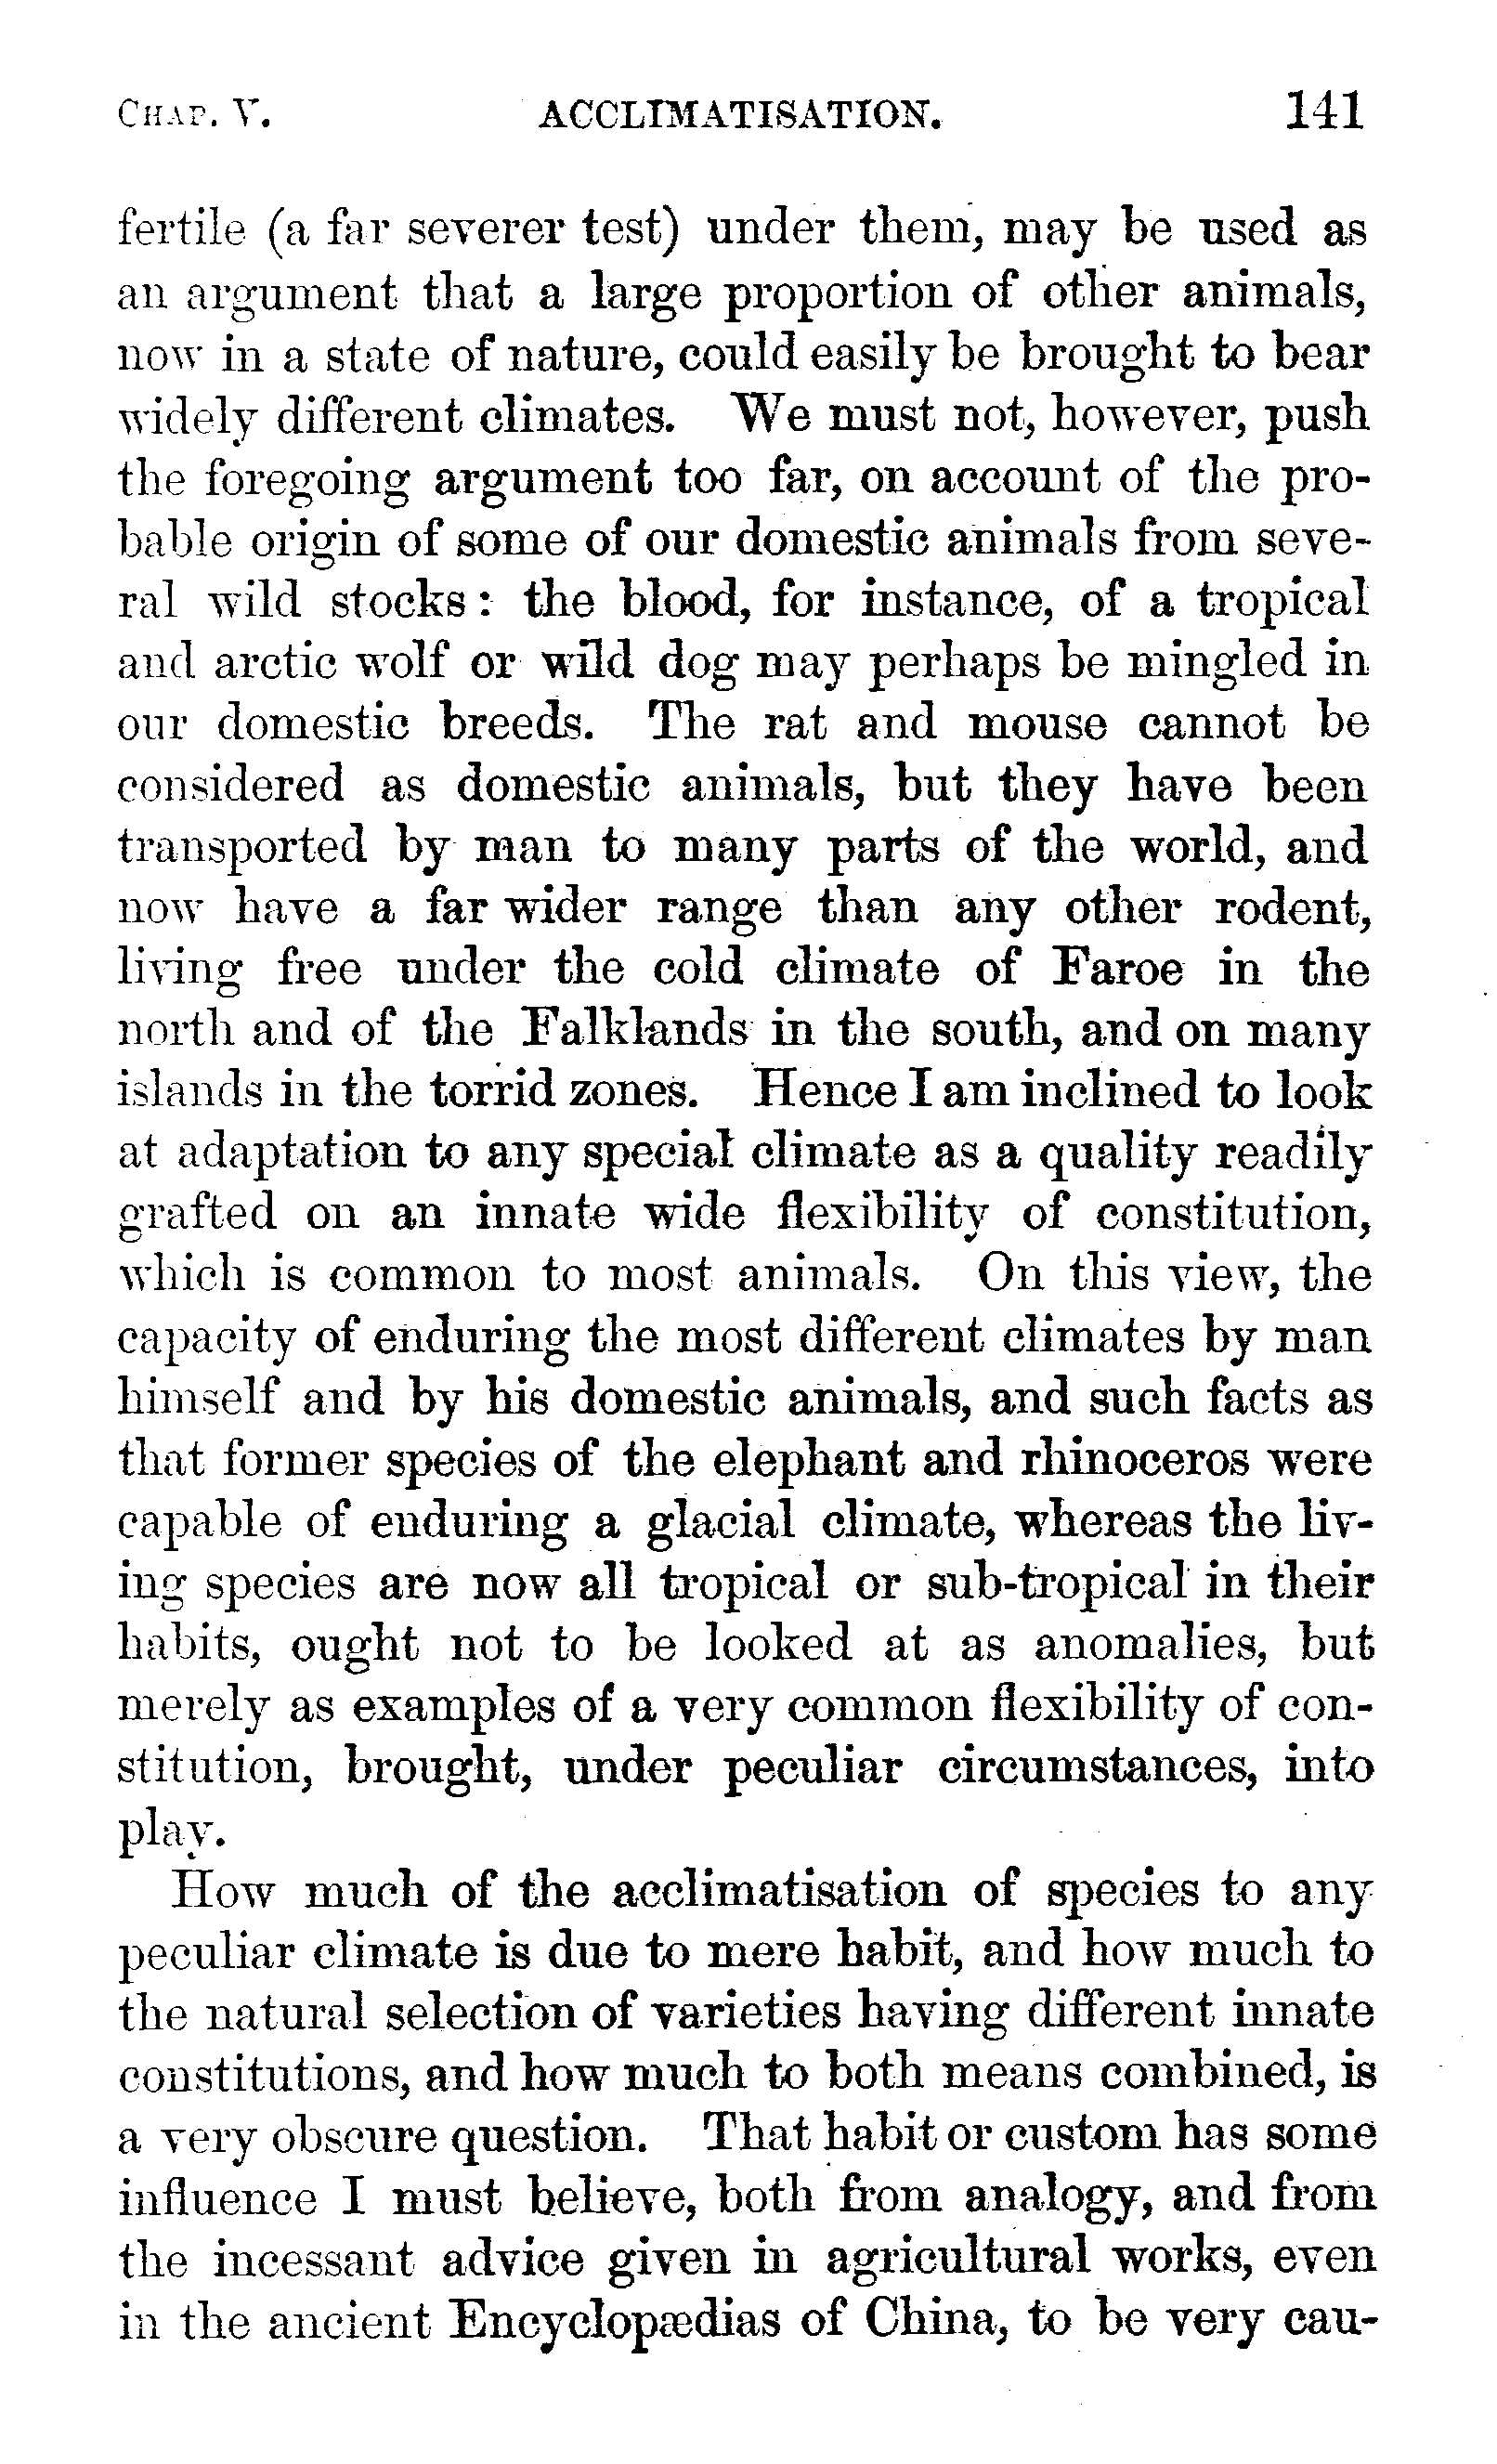 CHAP. V. ACCLIMATISATION. 141
fertile (a far severer test) under them, may be used as
an argument that a large proportion of other animals,
now in a state of nature, could easily be brought to bear
widely different climates. We must not, however, push
the foregoing argument too far, on account of the pro-
bable origin of some of our domestic animals from seve-
ral wild stocks: the blood, for instance, of a tropical
and arctic wolf or wild dog may perhaps be mingled in
our domestic breeds. The rat and mouse cannot be
considered as domestic animals, but they have been
transported by man to many parts of the world, and
now have a far wider range than any other rodent,
living free under the cold climate of Faroe in the
north and of the Falklands in the south, and on many
islands in the torrid zones. Hence I am inclined to look
at adaptation to any special climate as a quality readily
grafted on an innate wide flexibility of constitution,
which is common to most animals. On this view, the
capacity of enduring the most different climates by man
himself and by his domestic animals, and such facts as
that former species of the elephant and rhinoceros were
capable of enduring a glacial climate, whereas the liv-
ing species are now all tropical or sub-tropical in their
habits, ought not to be looked at as anomalies, but
merely as examples of a very common flexibility of con-
stitution, brought, under peculiar circumstances, into
play.
How much of the acclimatisation of species to any
peculiar climate is due to mere habit, and how much to
the natural selection of varieties having different innate
constitutions, and how much to both means combined, is
a very obscure question. That habit or custom has some
influence I must believe, both from analogy, and from
the incessant advice given in agricultural works, even
in the ancient Encyclopædias of China, to be very cau-